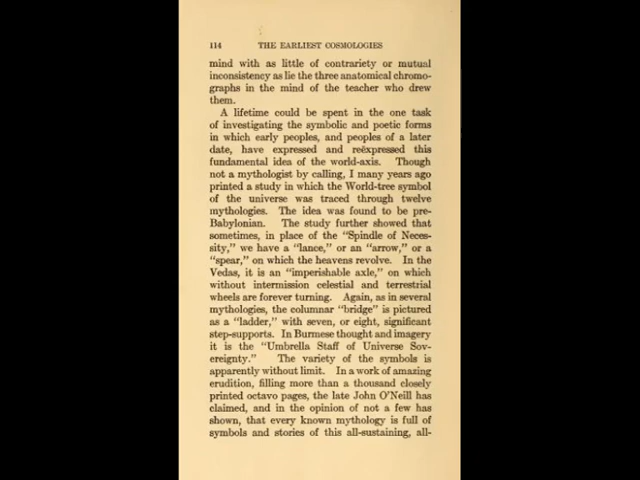 114 THE EARLIEST COSMOLOGIES
mind with as little of contrariety or mutual
inconsistency as lie the three anatomical chromo-
graphs in the mind of the teacher who drew
them.
A lifetime could be spent in the one task
of investigating the symbolic and poetic forms
in which early peoples, and peoples of a later
date, have expressed and reëxpressed this
fundamental idea of the world-axis. Though
not a mythologist by calling, I many years ago
printed a study in which the World-tree symbol
of the universe was traced through twelve
mythologies. The idea was found to be pre-
Babylonian. The study further showed that
sometimes, in place of the "Spindle of Neces-
sity," we have a "lance," or an "arrow," or a
"spear," on which the heavens revolve. In the
Vedas, it is an "imperishable axle," on which
without intermission celestial and terrestrial
wheels are forever turning. Again, as in several
mythologies, the columnar "bridge" is pictured
as a "ladder," with seven, or eight, significant
step-supports. In Burmese thought and imagery
it is the "Umbrella Staff of Universe Sov-
ereignty." The variety of the symbols is
apparently without limit. In a work of amazing
erudition, filling more than a thousand closely
printed octavo pages, the late John O'Neill has
claimed, and in the opinion of not a few has
shown, that every known mythology is full of
symbols and stories of this all-sustaining, all-